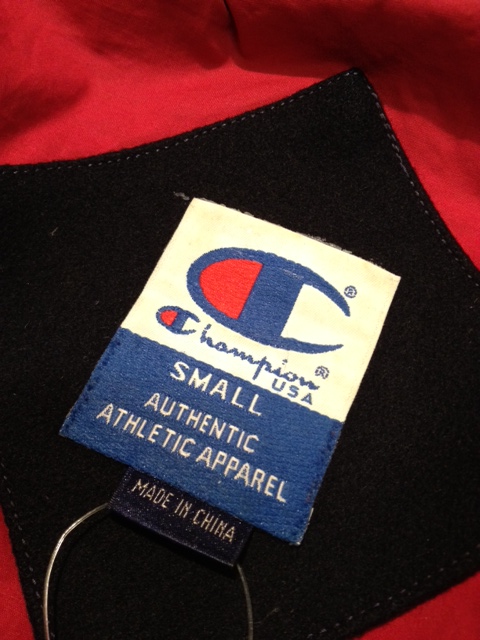 ®
Champion®
USA
SMALL
AUTHENTIC
ATHLETIC APPAREL
MADE IN CHINA